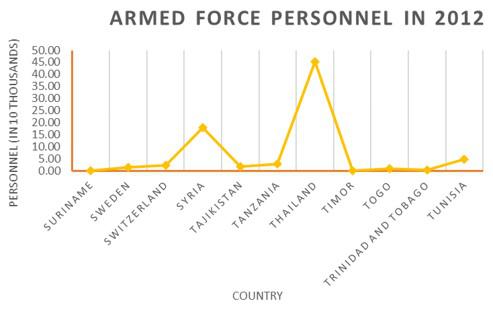 ARMED FORCE PERSONNEL IN 2012
PERSONNEL (IN 10 THOUSANDS)
50.00
45.00
40.00
35.00
30.00
25.00
20.00
15.00
10.00
5.00
0.00
SURINAME
SWEDEN
SWITZERLAND
SYRIA
TAJIKISTAN
TANZANIA
THAILAND
TIMOR
TOGO
TRINIDAD AND TOBAGO
TUNISIA
COUNTRY